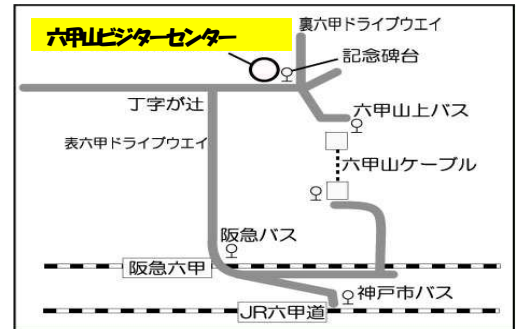 裏六甲ドライブウエイ
六甲山ビジターセンター
記念碑台
丁字が辻
六甲山上バス
表六甲ドライブウエイ
六甲山ケーブル
阪急バス
阪急六甲
神戸市バス
JR六甲道